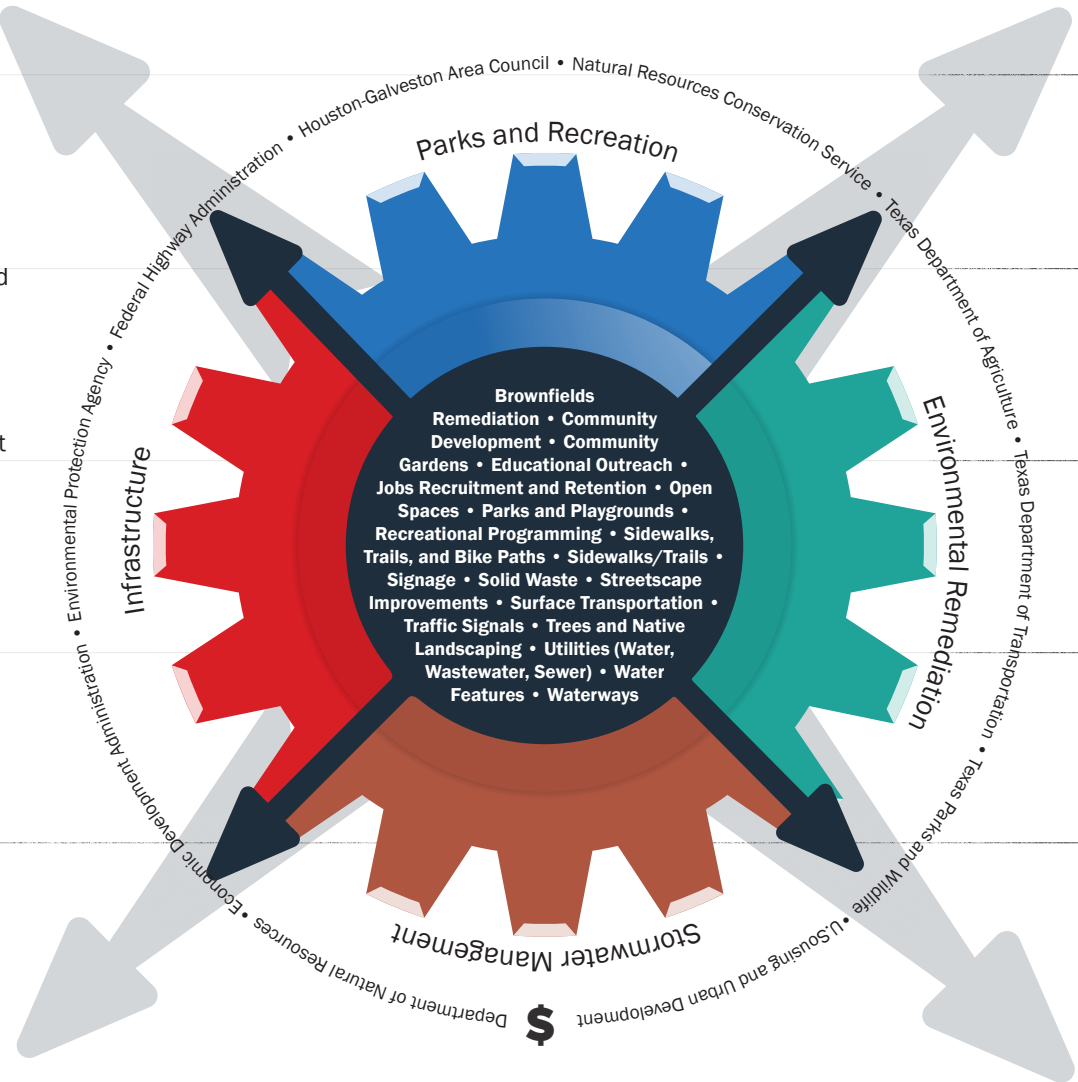 Houston-Galveston Area Council • Natural Resources Conservation Service • Texas Department of Agriculture • Texas Department of Transportation • Texas Parks and Wildlife • U.Sousing and Urban Development
$
Department of Natural Resources • Economic Development Administration • Environmental Protection Agency • Federal Highway Administration •
Parks and Recreation
Environmental Remediation
Stormwater Management
Infrastructure
Brownfields
Remediation • Community
Development • Community
Gardens • Educational Outreach •
Jobs Recruitment and Retention • Open
Spaces • Parks and Playgrounds •
Recreational Programming • Sidewalks,
Trails, and Bike Paths • Sidewalks/Trails •
Signage • Solid Waste • Streetscape
Improvements • Surface Transportation •
Traffic Signals • Trees and Native
Landscaping • Utilities (Water,
Wastewater, Sewer) • Water
Features • Waterways
d
t